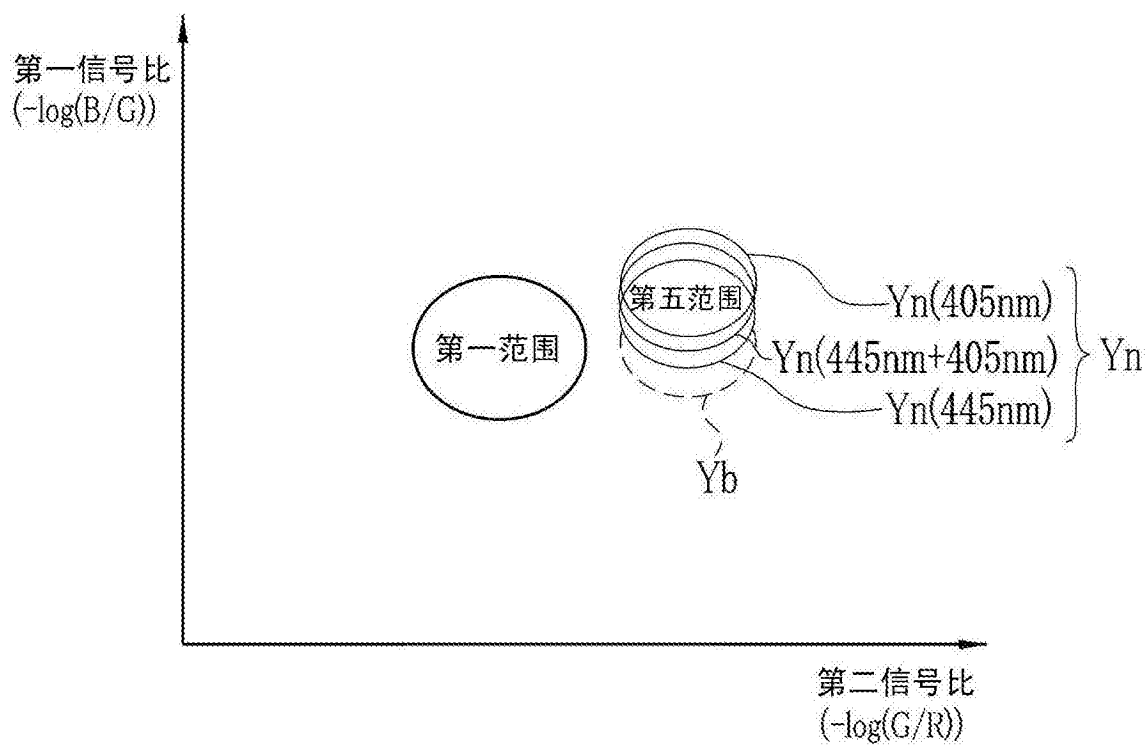 第一信号比
(-log(B/G))
第五范围
第一范围
Yn(405nm)
Yn(445nm+405nm)
Yn
Yn(445nm)
Yb
第二信号比
(-log(G/R))